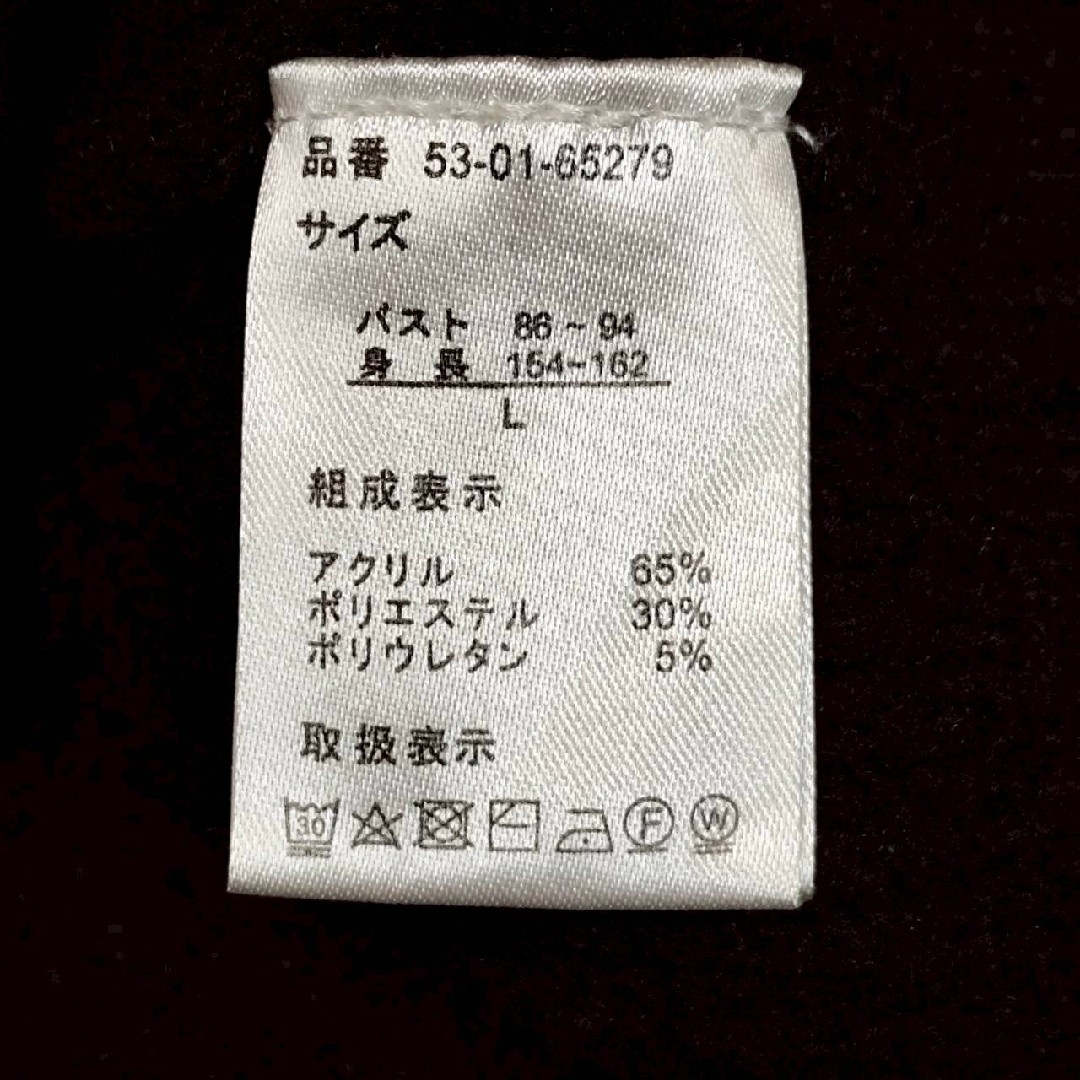 品番 53-01-65279
サイズ
バスト 86~94
身長 154~162
L
組成表示
アクリル 65%
ポリエステル 30%
ポリウレタン 5%
取扱表示
30 F W